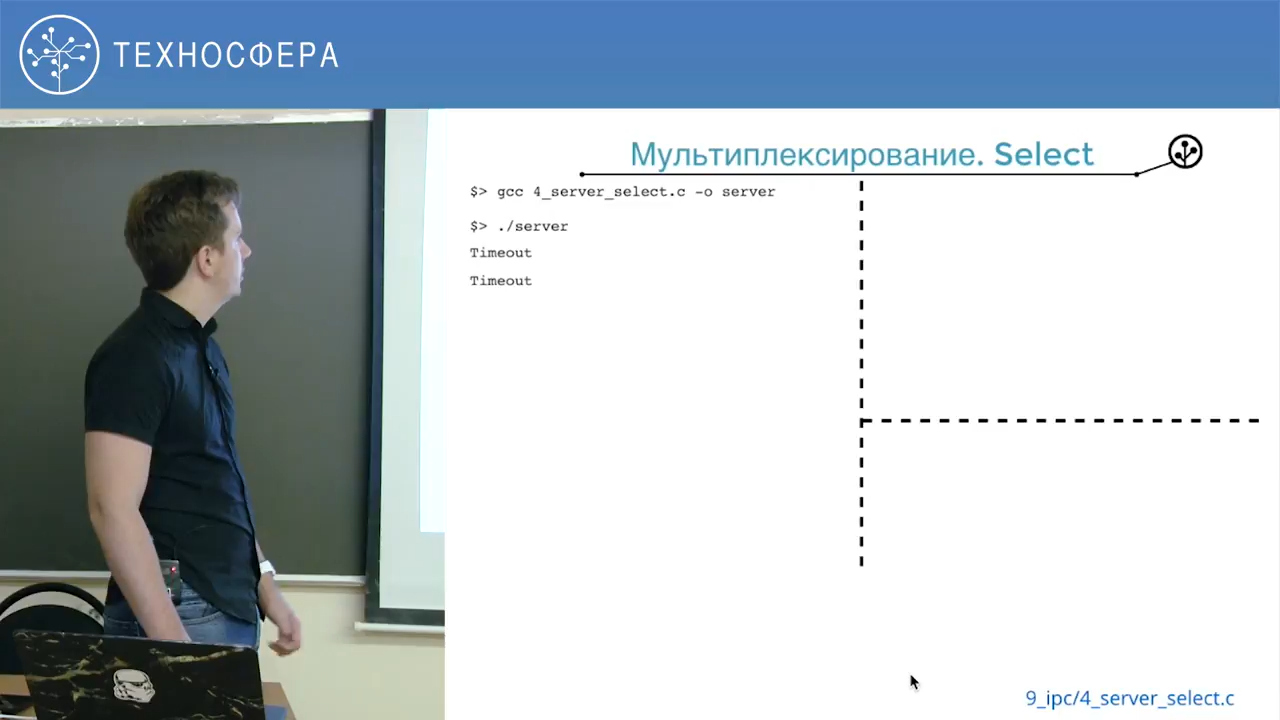 ТЕХНОСФЕРА
Мультиплексирование. Select
$> gcc 4_server_select.c -o server
$> ./server
Timeout
Timeout
9_ipc/4_server_select.c